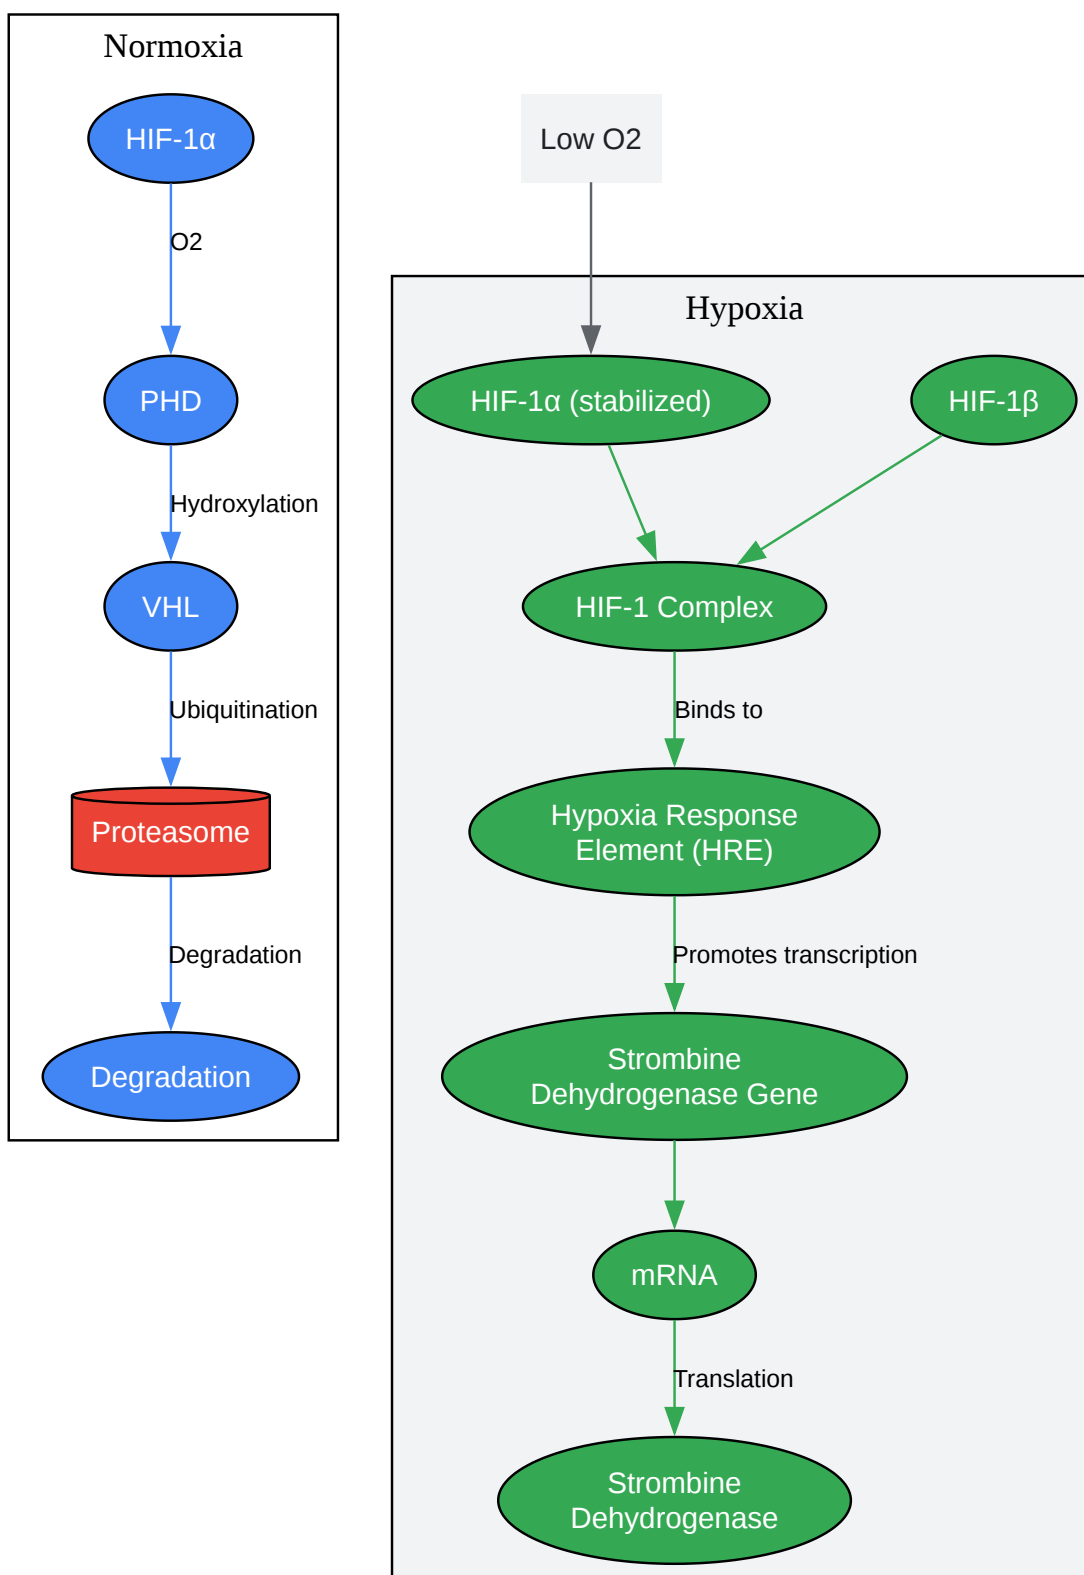 Normoxia
HIF-1α
O2
PHD
Hydroxylation
VHL
Ubiquitination
Proteasome
Degradation
Degradation
Low O2
Hypoxia
HIF-1α (stabilized)
HIF-1β
HIF-1 Complex
Binds to
Hypoxia Response
Element (HRE)
Promotes transcription
Strombine
Dehydrogenase Gene
mRNA
Translation
Strombine
Dehydrogenase